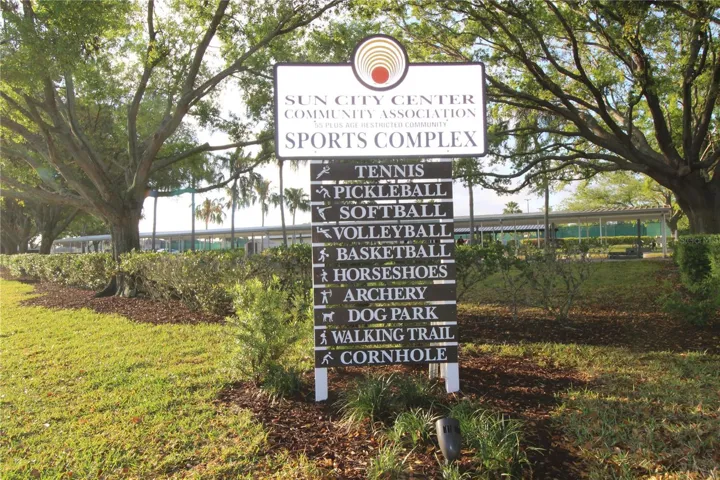 SUN CITY CENTER
COMMUNITY ASSOCIATION
"55 PLUS AGE-RESTRICTED COMMUNITY"
SPORTS COMPLEX
TENNIS
PICKLEBALL
SOFTBALL
VOLLEYBALL
BASKETBALL
HORSESHOES
ARCHERY
DOG PARK
WALKING TRAIL
CORNHOLE